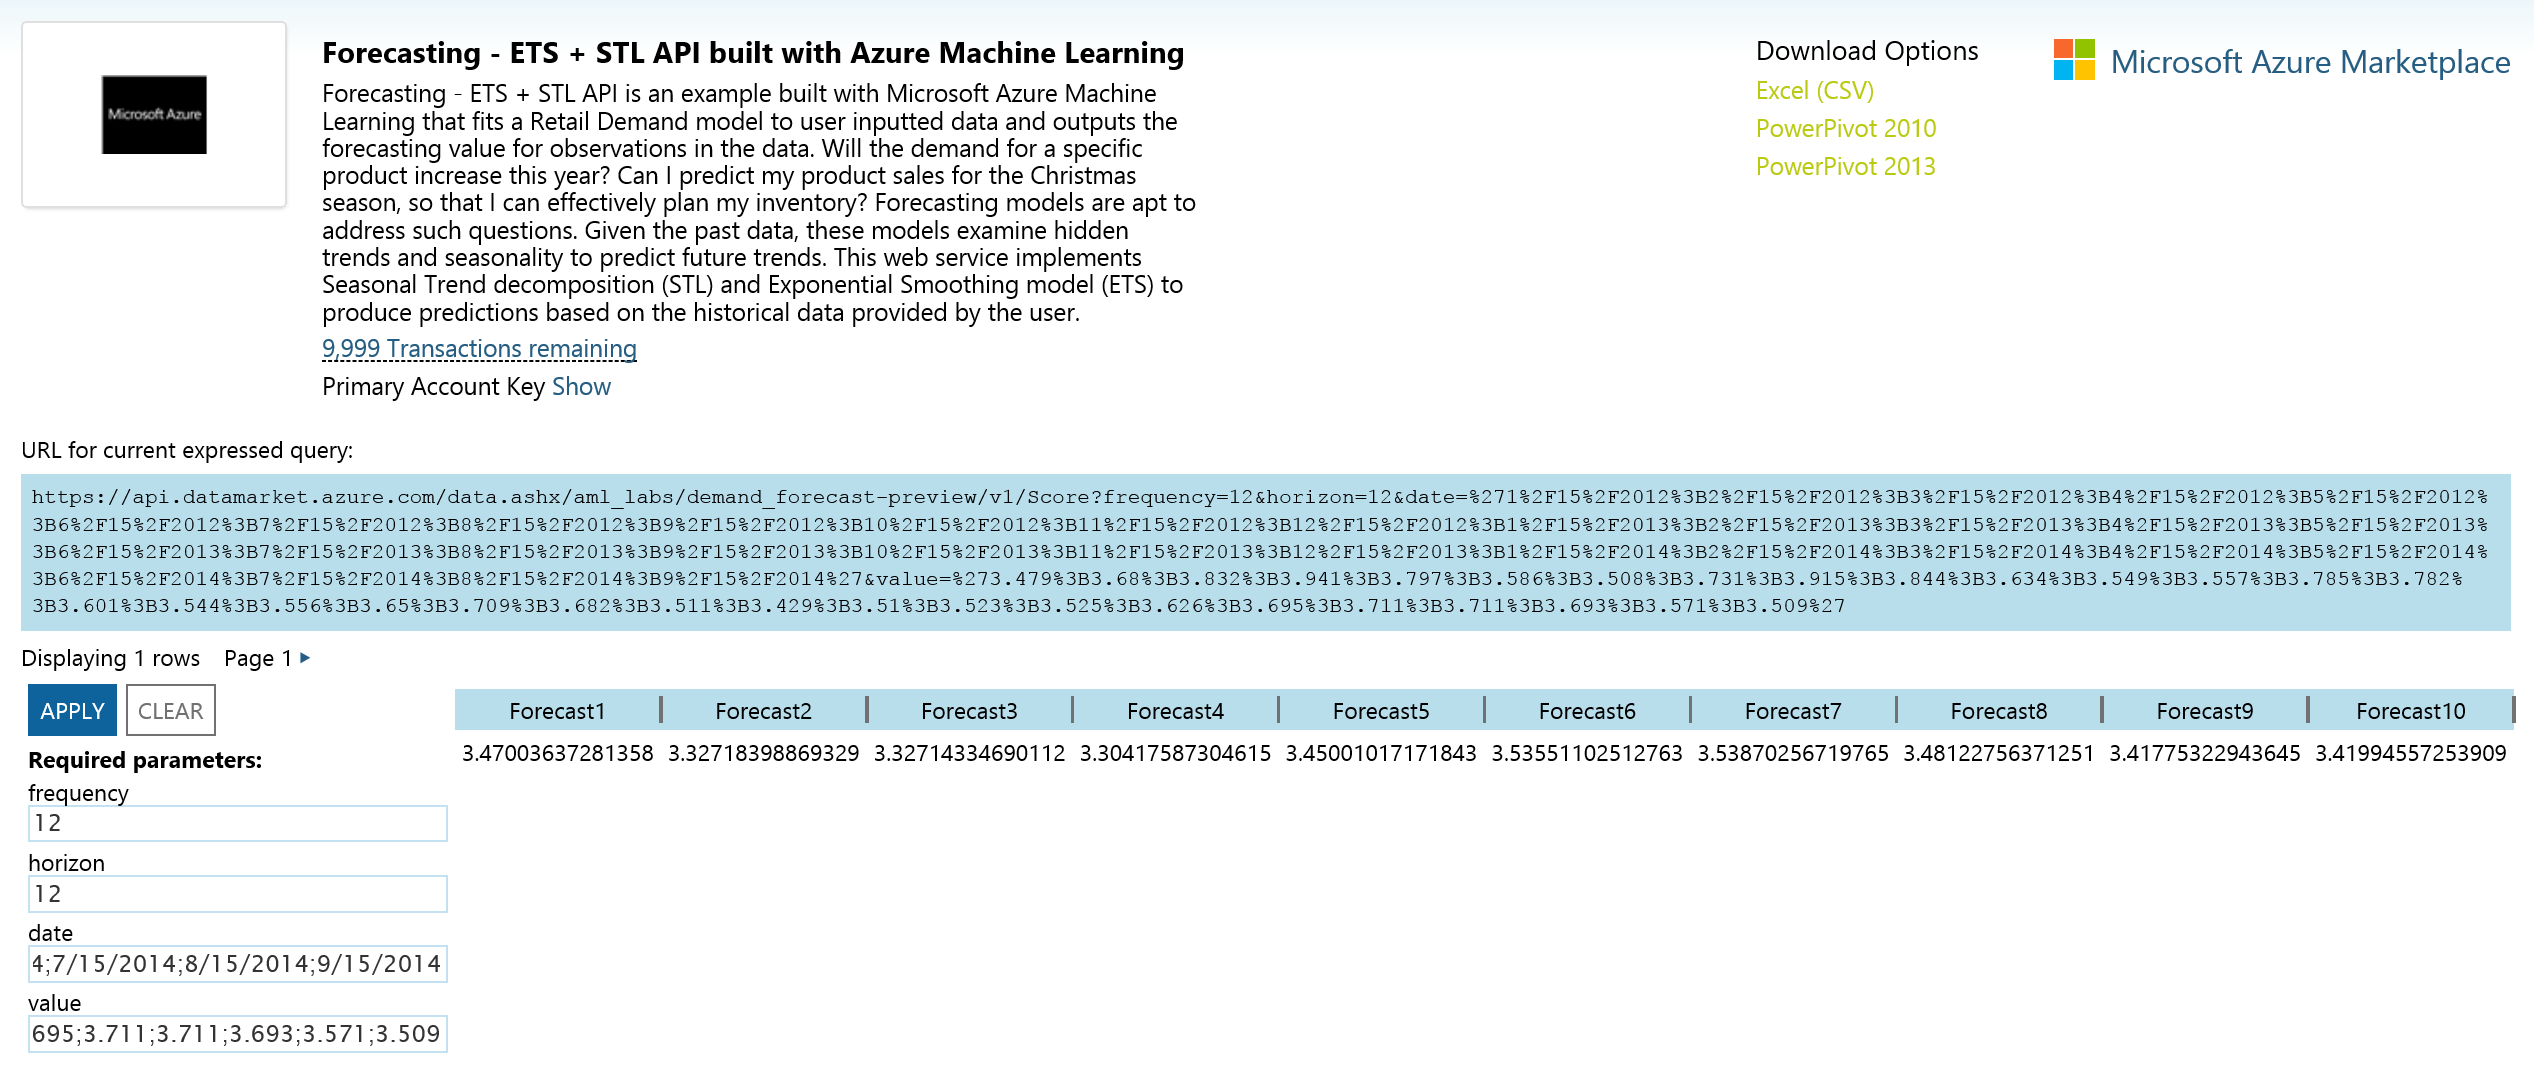 Microsoft Azure
Forecasting - ETS + STL API built with Azure Machine Learning
Forecasting - ETS + STL API is an example built with Microsoft Azure Machine
Learning that fits a Retail Demand model to user inputted data and outputs the
forecasting value for observations in the data. Will the demand for a specific
product increase this year? Can I predict my product sales for the Christmas
season, so that I can effectively plan my inventory? Forecasting models are apt to
address such questions. Given the past data, these models examine hidden
trends and seasonality to predict future trends. This web service implements
Seasonal Trend decomposition (STL) and Exponential Smoothing model (ETS) to
produce predictions based on the historical data provided by the user.
9,999 Transactions remaining
Primary Account Key Show
Download Options
Excel (CSV)
PowerPivot 2010
PowerPivot 2013
Microsoft Azure Marketplace
URL for current expressed query:
https://api.datamarket.azure.com/data.ashx/aml_labs/demand_forecast-preview/v1/Score?frequency=12&horizon=12&date=%271%2F15%2F2012%3B2%2F15%2F2012%3B3%2F15%2F2012%3B4%2F15%2F2012%3B5%2F15%2F2012%
3B6%2F15%2F2012%3B7%2F15%2F2012%3B8%2F15%2F2012%3B9%2F15%2F2012%3B10%2F15%2F2012%3B11%2F15%2F2012%3B12%2F15%2F2012%3B1%2F15%2F2013%3B2%2F15%2F2013%3B3%2F15%2F2013%3B4%2F15%2F2013%3B5%2F15%2F2013%
3B6%2F15%2F2013%3B7%2F15%2F2013%3B8%2F15%2F2013%3B9%2F15%2F2013%3B10%2F15%2F2013%3B11%2F15%2F2013%3B12%2F15%2F2013%3B1%2F15%2F2014%3B2%2F15%2F2014%3B3%2F15%2F2014%3B4%2F15%2F2014%3B5%2F15%2F2014%
3B6%2F15%2F2014%3B7%2F15%2F2014%3B8%2F15%2F2014%3B9%2F15%2F2014%27&value=%273.479%3B3.68%3B3.832%3B3.941%3B3.797%3B3.586%3B3.508%3B3.731%3B3.915%3B3.844%3B3.634%3B3.549%3B3.557%3B3.785%3B3.782%
3B3.601%3B3.544%3B3.556%3B3.65%3B3.709%3B3.682%3B3.511%3B3.429%3B3.51%3B3.523%3B3.525%3B3.626%3B3.695%3B3.711%3B3.711%3B3.693%3B3.571%3B3.509%27
Displaying 1 rows Page 1
APPLY CLEAR
Forecast1 Forecast2 Forecast3 Forecast4 Forecast5 Forecast6 Forecast7 Forecast8 Forecast9 Forecast10
3.47003637281358 3.32718398869329 3.32714334690112 3.30417587304615 3.45001017171843 3.53551102512763 3.53870256719765 3.48122756371251 3.41775322943645 3.41994557253909
Required parameters:
frequency
12
horizon
12
date
4;7/15/2014;8/15/2014;9/15/2014
value
695;3.711;3.711;3.693;3.571;3.509